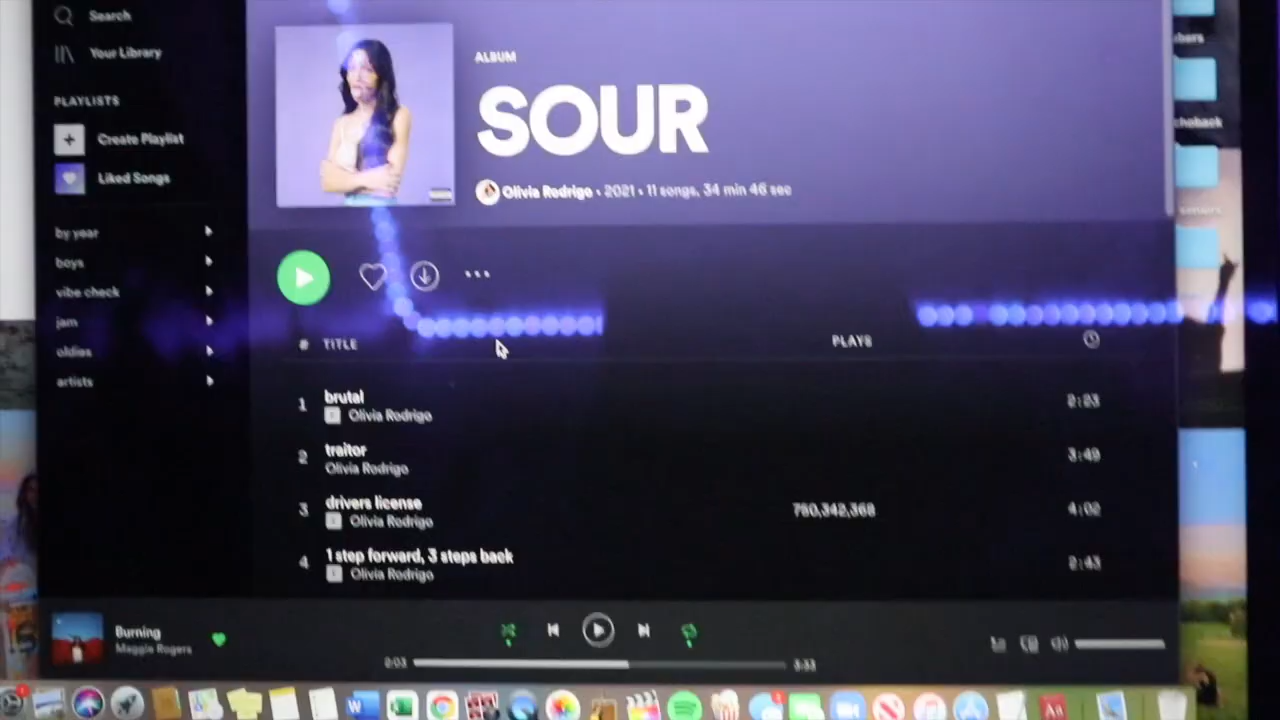 Search
Your Library
PLAYLISTS
Create Playlist
Liked Songs
by year
boys
vibe check
jam
oldies
artists
ALBUM
SOUR
Olivia Rodrigo • 2021 • 11 songs, 34 min 46 sec
# TITLE PLAYS
1 brutal 2:23
E Olivia Rodrigo
2 traitor 3:49
Olivia Rodrigo
3 drivers license 750,342,368 4:02
E Olivia Rodrigo
4 1 step forward, 3 steps back 2:43
E Olivia Rodrigo
Burning
Maggie Rogers
2:03 3:33